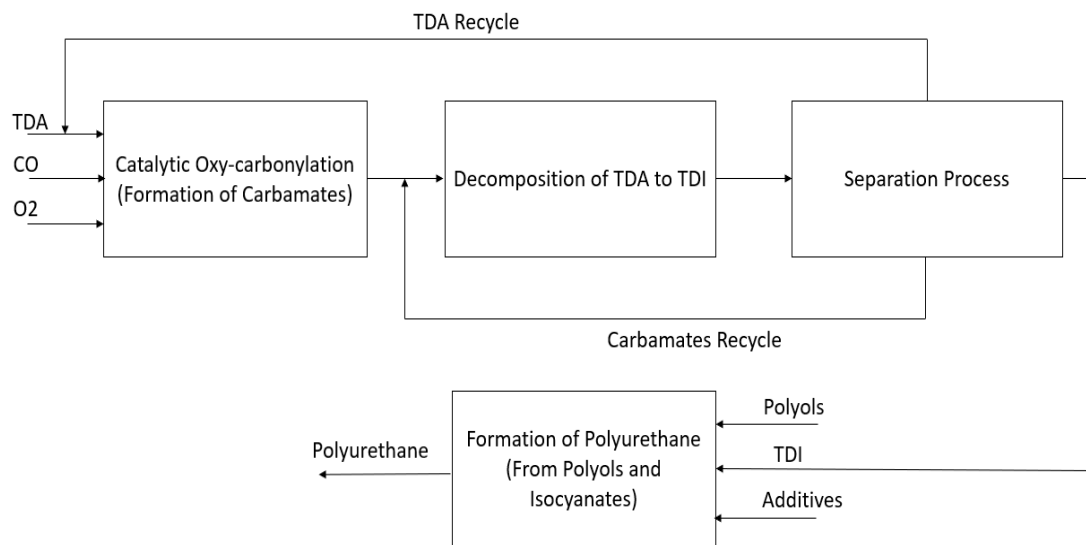 TDA Recycle
TDA
CO
O2
Catalytic Oxy-carbonylation
(Formation of Carbamates)
Decomposition of TDA to TDI
Separation Process
Carbamates Recycle
Polyurethane
Formation of Polyurethane
(From Polyols and
Isocyanates)
Polyols
TDI
Additives